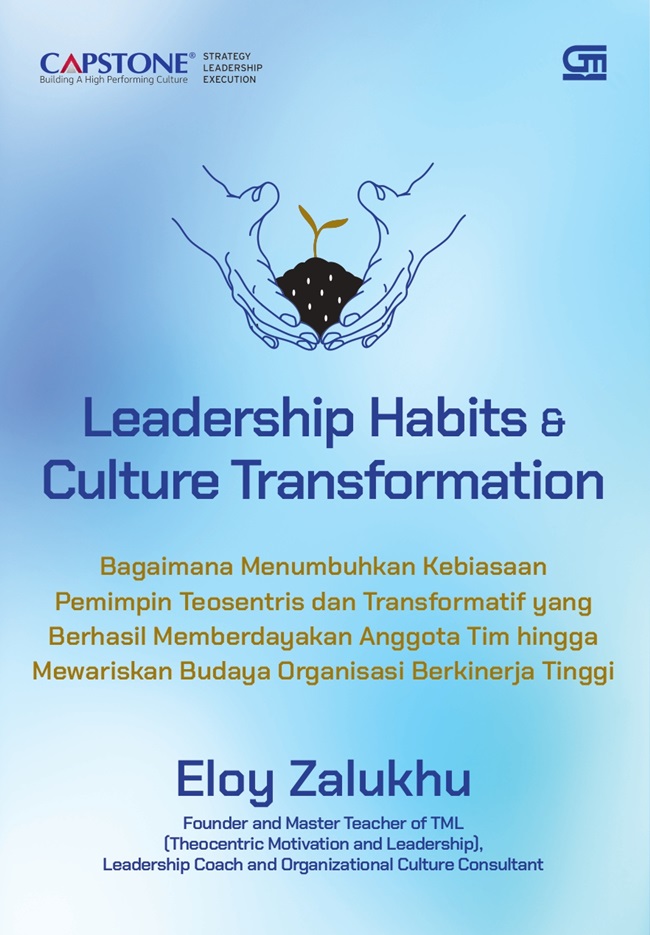 CAPSTONE®
Building A High Performing Culture
STRATEGY
LEADERSHIP
EXECUTION
GM
Leadership Habits &
Culture Transformation
Bagaimana Menumbuhkan Kebiasaan
Pemimpin Teosentris dan Transformatif yang
Berhasil Memberdayakan Anggota Tim hingga
Mewariskan Budaya Organisasi Berkinerja Tinggi
Eloy Zalukhu
Founder and Master Teacher of TML
(Theocentric Motivation and Leadership),
Leadership Coach and Organizational Culture Consultant